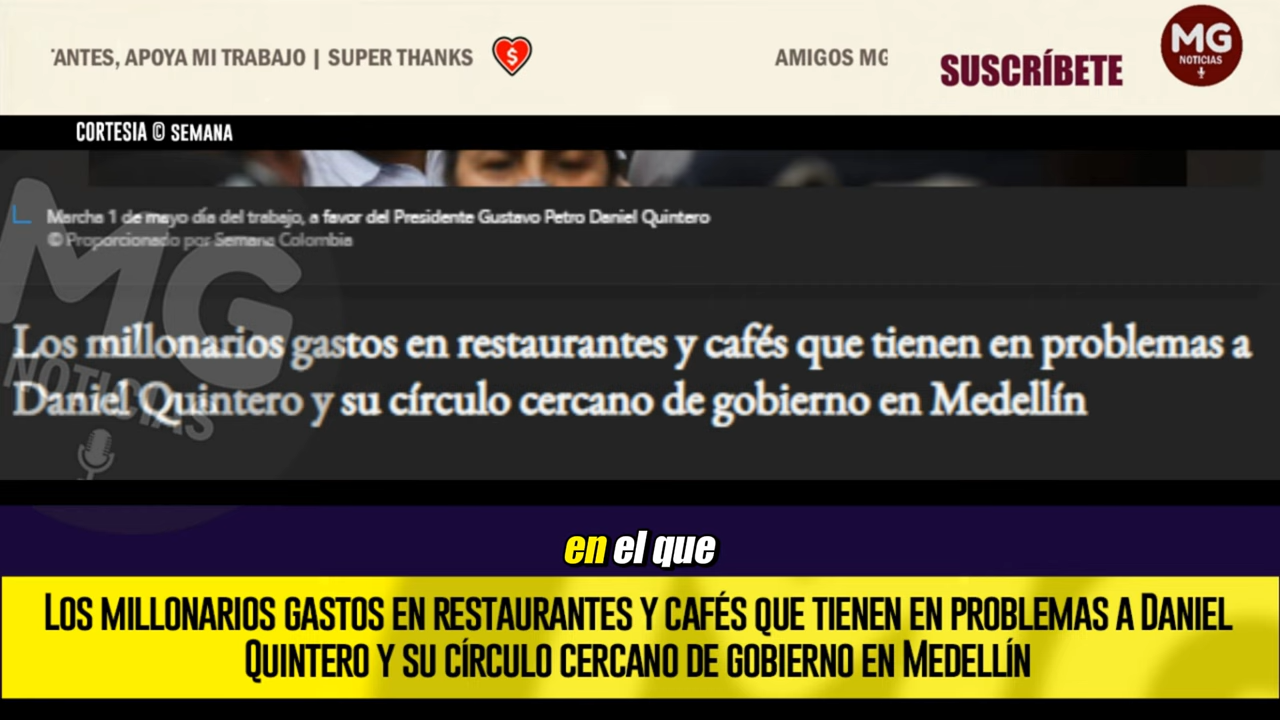 'ANTES, APOYA MI TRABAJO | SUPER THANKS
$
AMIGOS MG
SUSCRÍBETE
MG
NOTICIAS
CORTESIA © SEMANA
Marcha 1 de mayo día del trabajo, a favor del Presidente Gustavo Petro Daniel Quintero
© Proporcionado por Semana Colombia
MG
NOTICIAS
Los millonarios gastos en restaurantes y cafés que tienen en problemas a
Daniel Quintero y su círculo cercano de gobierno en Medellín
en el que
LOS MILLONARIOS GASTOS EN RESTAURANTES Y CAFÉS QUE TIENEN EN PROBLEMAS A DANIEL
QUINTERO Y SU CÍRCULO CERCANO DE GOBIERNO EN MEDELLÍN